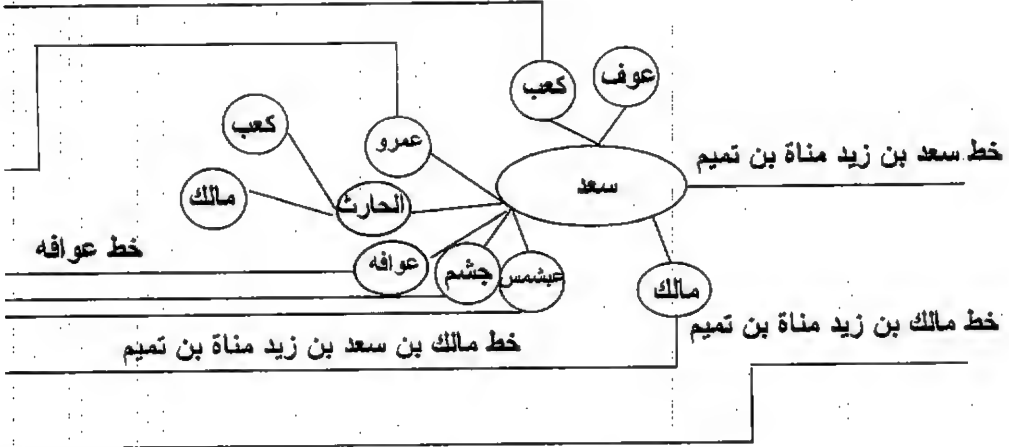 عوف
كعب
كعب
عمرو
خط سعد بن زيد مناة بن تميم
سعد
الحارث
مالك
خط عوافه
عوافه
جشم
عبشمس
مالك
خط مالك بن زيد مناة بن تميم
خط مالك بن سعد بن زيد مناة بن تميم